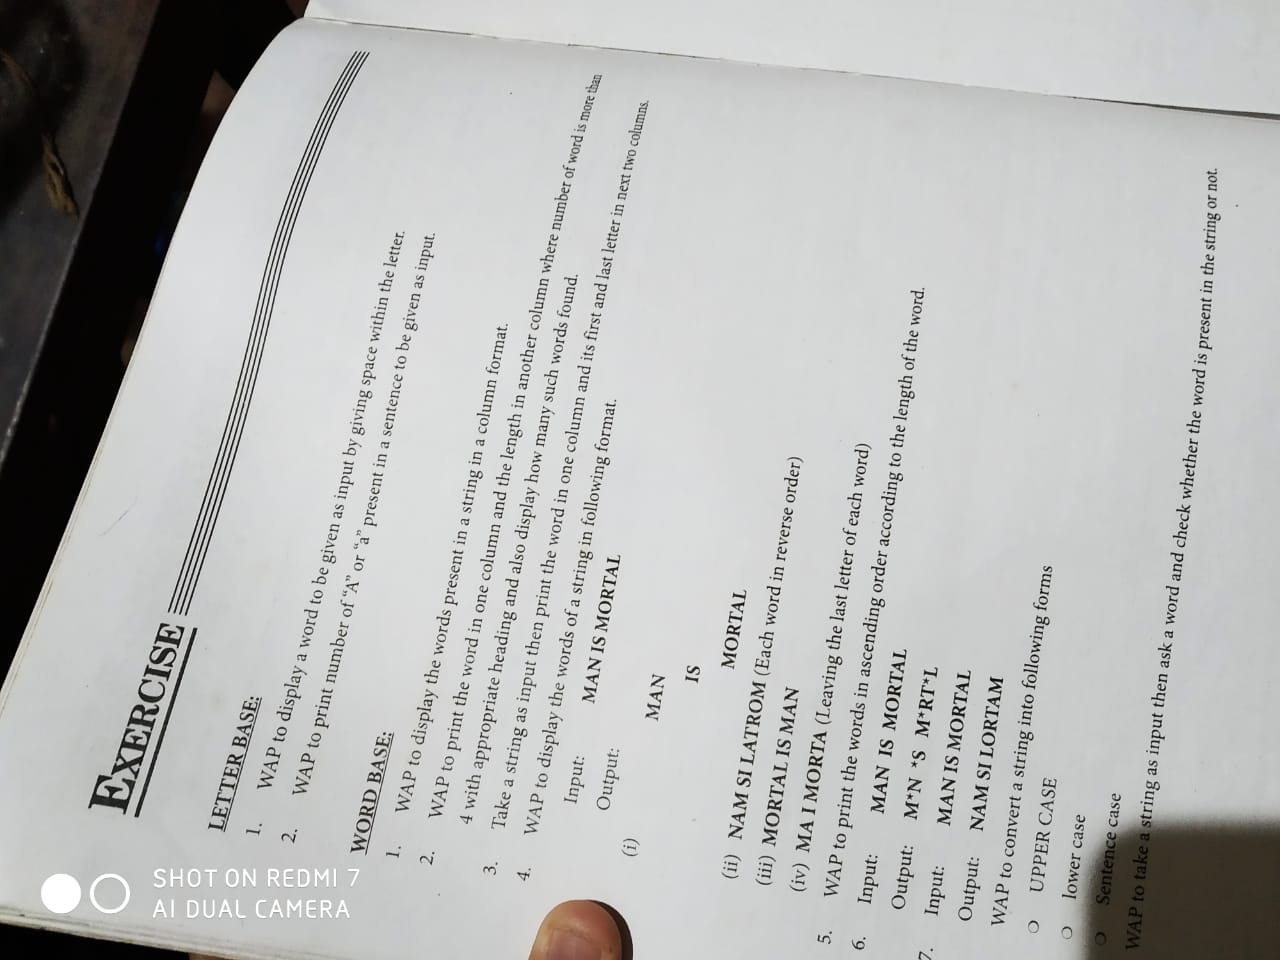 EXERCISE
LETTER BASE:
1. WAP to display a word to be given as input by giving space within the letter.
2. WAP to print number of "A" or "a" present in a sentence to be given as input.
WORD BASE:
1. WAP to display the words present in a string in a column format.
2. WAP to print the word in one column and the length in another column where number of word is more than
4 with appropriate heading and also display how many such words found.
3. Take a string as input then print the word in one column and its first and last letter in next two columns.
4. WAP to display the words of a string in following format.
Input: MAN IS MORTAL
Output:
(i) MAN
IS
MORTAL
(ii) NAM SI LATROM (Each word in reverse order)
(iii) MORTAL IS MAN
(iv) MA I MORTA (Leaving the last letter of each word)
5. WAP to print the words in ascending order according to the length of the word.
6. Input: MAN IS MORTAL
Output: M*N *S M*RT*L
7. Input: MAN IS MORTAL
Output: NAM SI LORTAM
WAP to convert a string into following forms
○ UPPER CASE
○ lower case
○ Sentence case
WAP to take a string as input then ask a word and check whether the word is present in the string or not.
SHOT ON REDMI 7
AI DUAL CAMERA